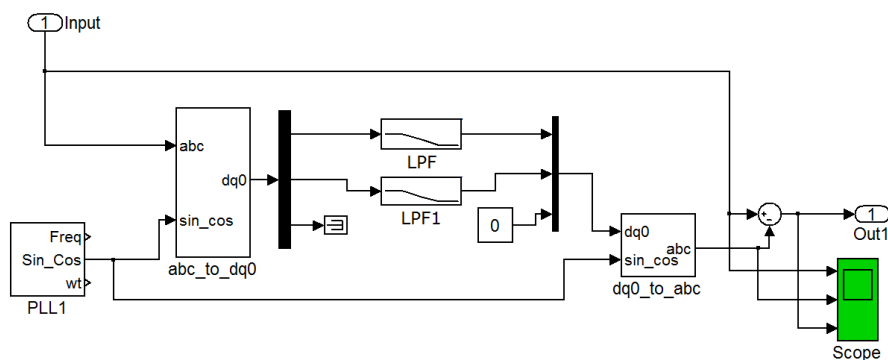 1
Input
abc
dq0
sin_cos
abc_to_dq0
LPF
LPF1
0
Freq
Sin_Cos
wt
PLL1
dq0
abc
sin_cos
dq0_to_abc
+
-
1
Out1
Scope